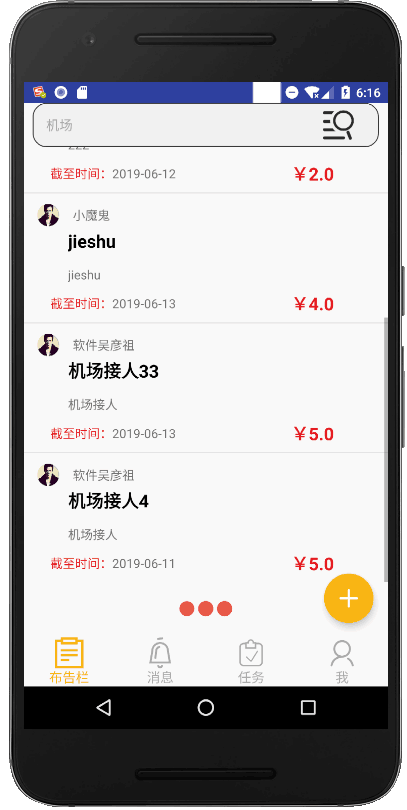 6:16
机场
截至时间：2019-06-12 ￥2.0
小魔鬼
jieshu
jieshu
截至时间：2019-06-13 ￥4.0
软件吴彦祖
机场接人33
机场接人
截至时间：2019-06-13 ￥5.0
软件吴彦祖
机场接人4
机场接人
截至时间：2019-06-11 ￥5.0
布告栏 消息 任务 我